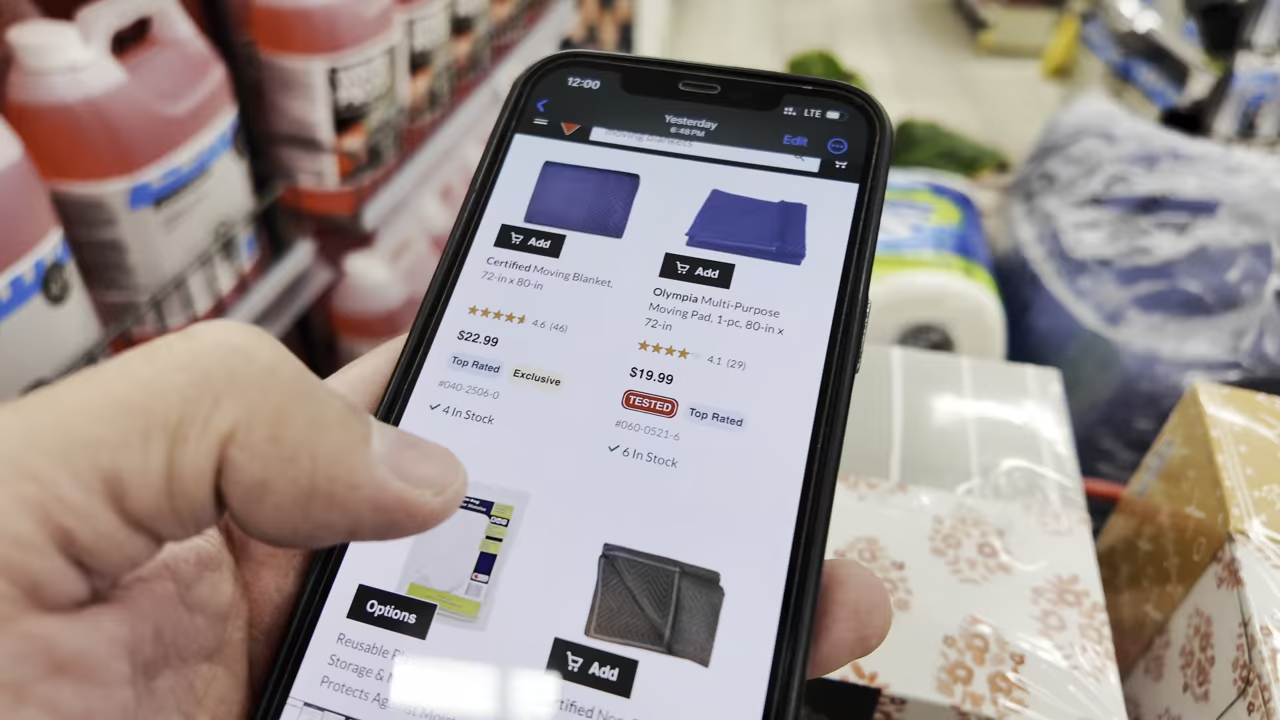 12:00
LTE
Yesterday
6:48 PM
Edit
Moving Blankets
Add
Certified Moving Blanket,
72-in x 80-in
4.6 (46)
$22.99
Top Rated
Exclusive
#040-2506-0
4 In Stock
Add
Olympia Multi-Purpose
Moving Pad, 1-pc, 80-in x
72-in
4.1 (29)
$19.99
TESTED
Top Rated
#060-0521-6
6 In Stock
Options
Reusable
Storage &
Protects Against
Add